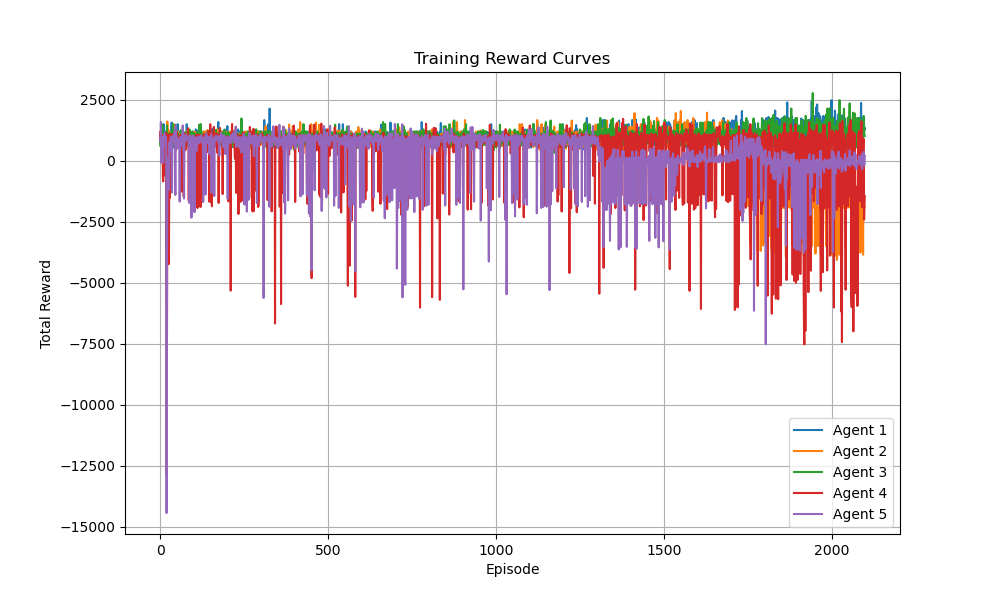 Training Reward Curves
2500
0
−2500
−5000
−7500
−10000
−12500
−15000
Total Reward
0 500 1000 1500 2000
Episode
Agent 1
Agent 2
Agent 3
Agent 4
Agent 5